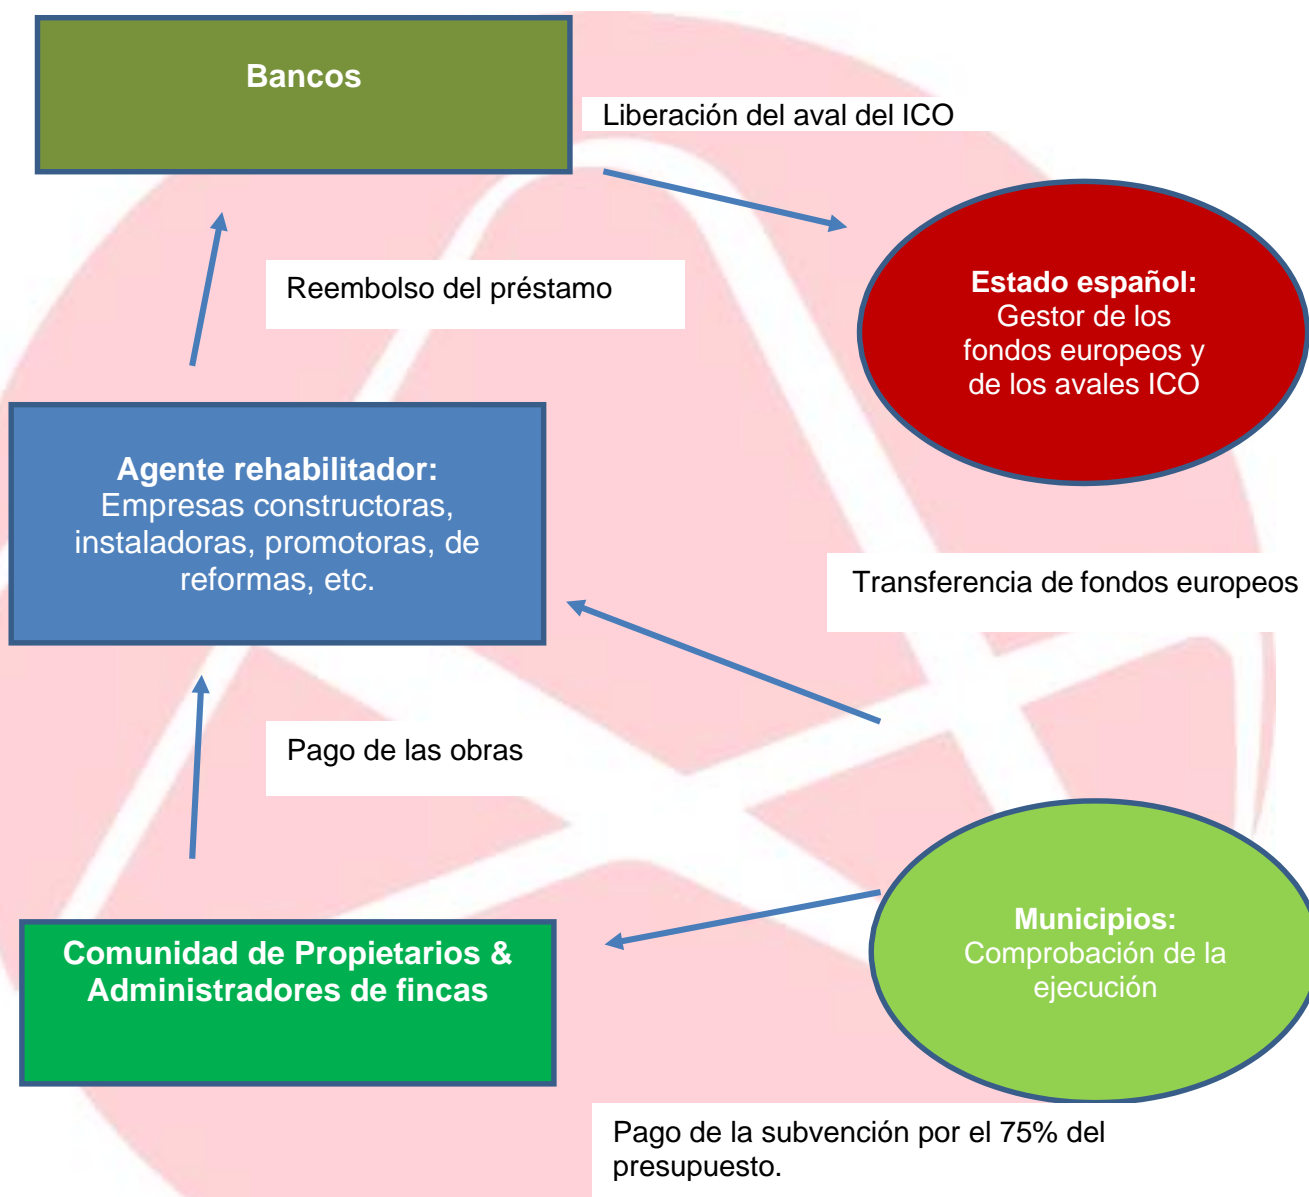 Bancos
Liberación del aval del ICO
Reembolso del préstamo
Estado español:
Gestor de los
fondos europeos y
de los avales ICO
Agente rehabilitador:
Empresas constructoras,
instaladoras, promotoras, de
reformas, etc.
Transferencia de fondos europeos
Pago de las obras
Municipios:
Comprobación de la
ejecución
Comunidad de Propietarios &
Administradores de fincas
Pago de la subvención por el 75% del
presupuesto.